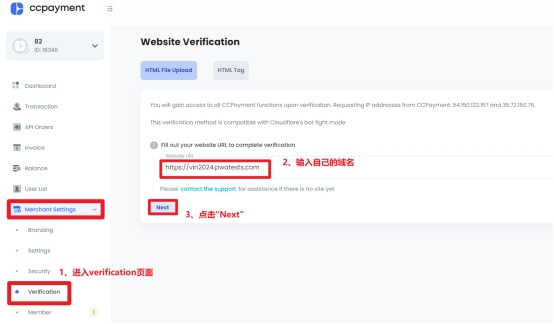 ccpayment
82
ID: 18348
Dashboard
Transaction
API Orders
Invoice
Balance
User List
Merchant Settings
Branding
Settings
Security
1、进入verification页面
Verification
Member
1
Website Verification
HTML File Upload
HTML Tag
You will gain access to all CCPayment functions upon verification. Requesting IP addresses from CCPayment: 54.150.123.157 and 35.72.150.75.
This verification method is compatible with Cloudflare's bot fight mode
1 Fill out your website URL to complete verification
Website URL
https://vin2024.pwatests.com
2、输入自己的域名
Please contact the support for assistance if there is no site yet
Next
3、点击“Next”